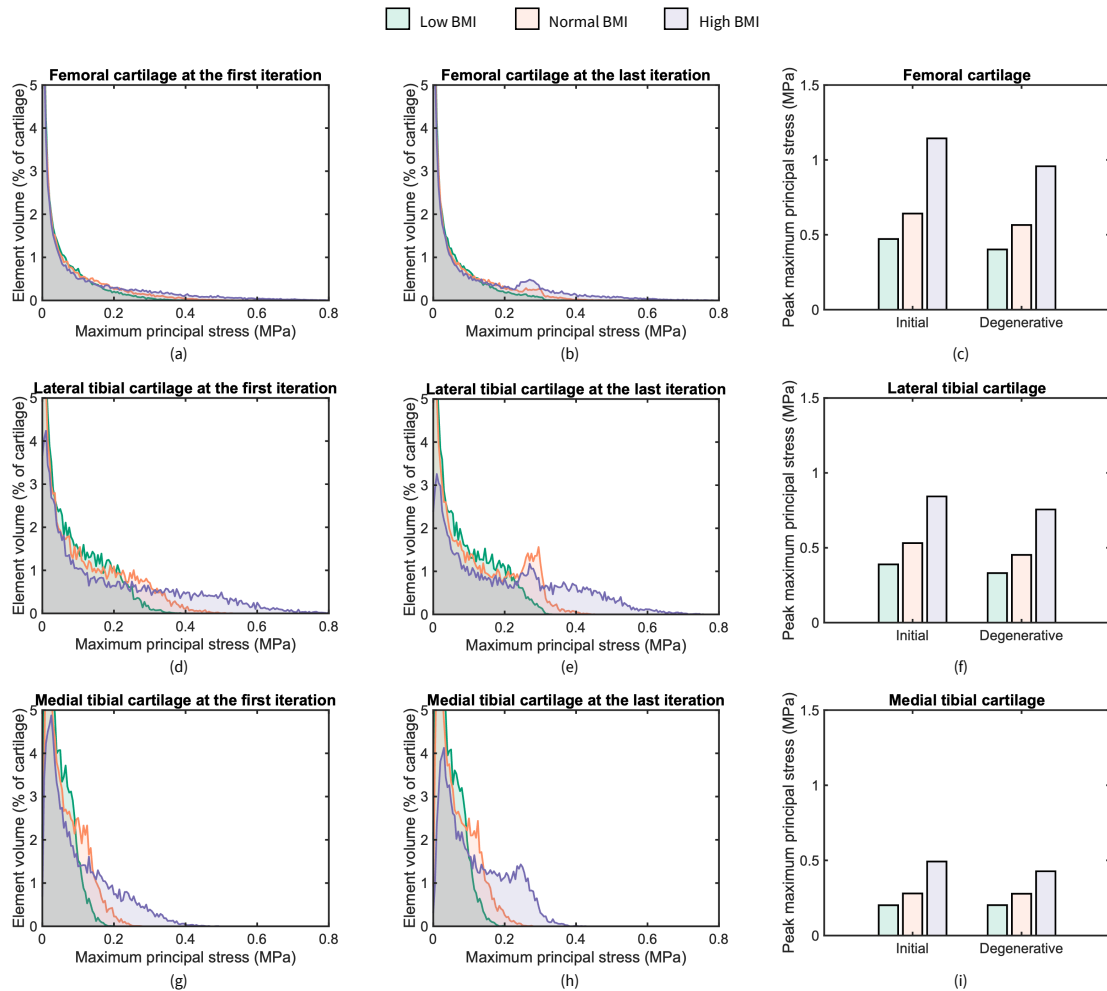 Low BMI Normal BMI High BMI
Femoral cartilage at the first iteration
Element volume (% of cartilage)
5
4
3
2
1
0
0 0.2 0.4 0.6 0.8
Maximum principal stress (MPa)
(a)
Femoral cartilage at the last iteration
Element volume (% of cartilage)
5
4
3
2
1
0
0 0.2 0.4 0.6 0.8
Maximum principal stress (MPa)
(b)
Femoral cartilage
Peak maximum principal stress (MPa)
1.5
1
0.5
0
Initial Degenerative
(c)
Lateral tibial cartilage at the first iteration
Element volume (% of cartilage)
5
4
3
2
1
0
0 0.2 0.4 0.6 0.8
Maximum principal stress (MPa)
(d)
Lateral tibial cartilage at the last iteration
Element volume (% of cartilage)
5
4
3
2
1
0
0 0.2 0.4 0.6 0.8
Maximum principal stress (MPa)
(e)
Lateral tibial cartilage
Peak maximum principal stress (MPa)
1.5
1
0.5
0
Initial Degenerative
(f)
Medial tibial cartilage at the first iteration
Element volume (% of cartilage)
5
4
3
2
1
0
0 0.2 0.4 0.6 0.8
Maximum principal stress (MPa)
(g)
Medial tibial cartilage at the last iteration
Element volume (% of cartilage)
5
4
3
2
1
0
0 0.2 0.4 0.6 0.8
Maximum principal stress (MPa)
(h)
Medial tibial cartilage
Peak maximum principal stress (MPa)
1.5
1
0.5
0
Initial Degenerative
(i)